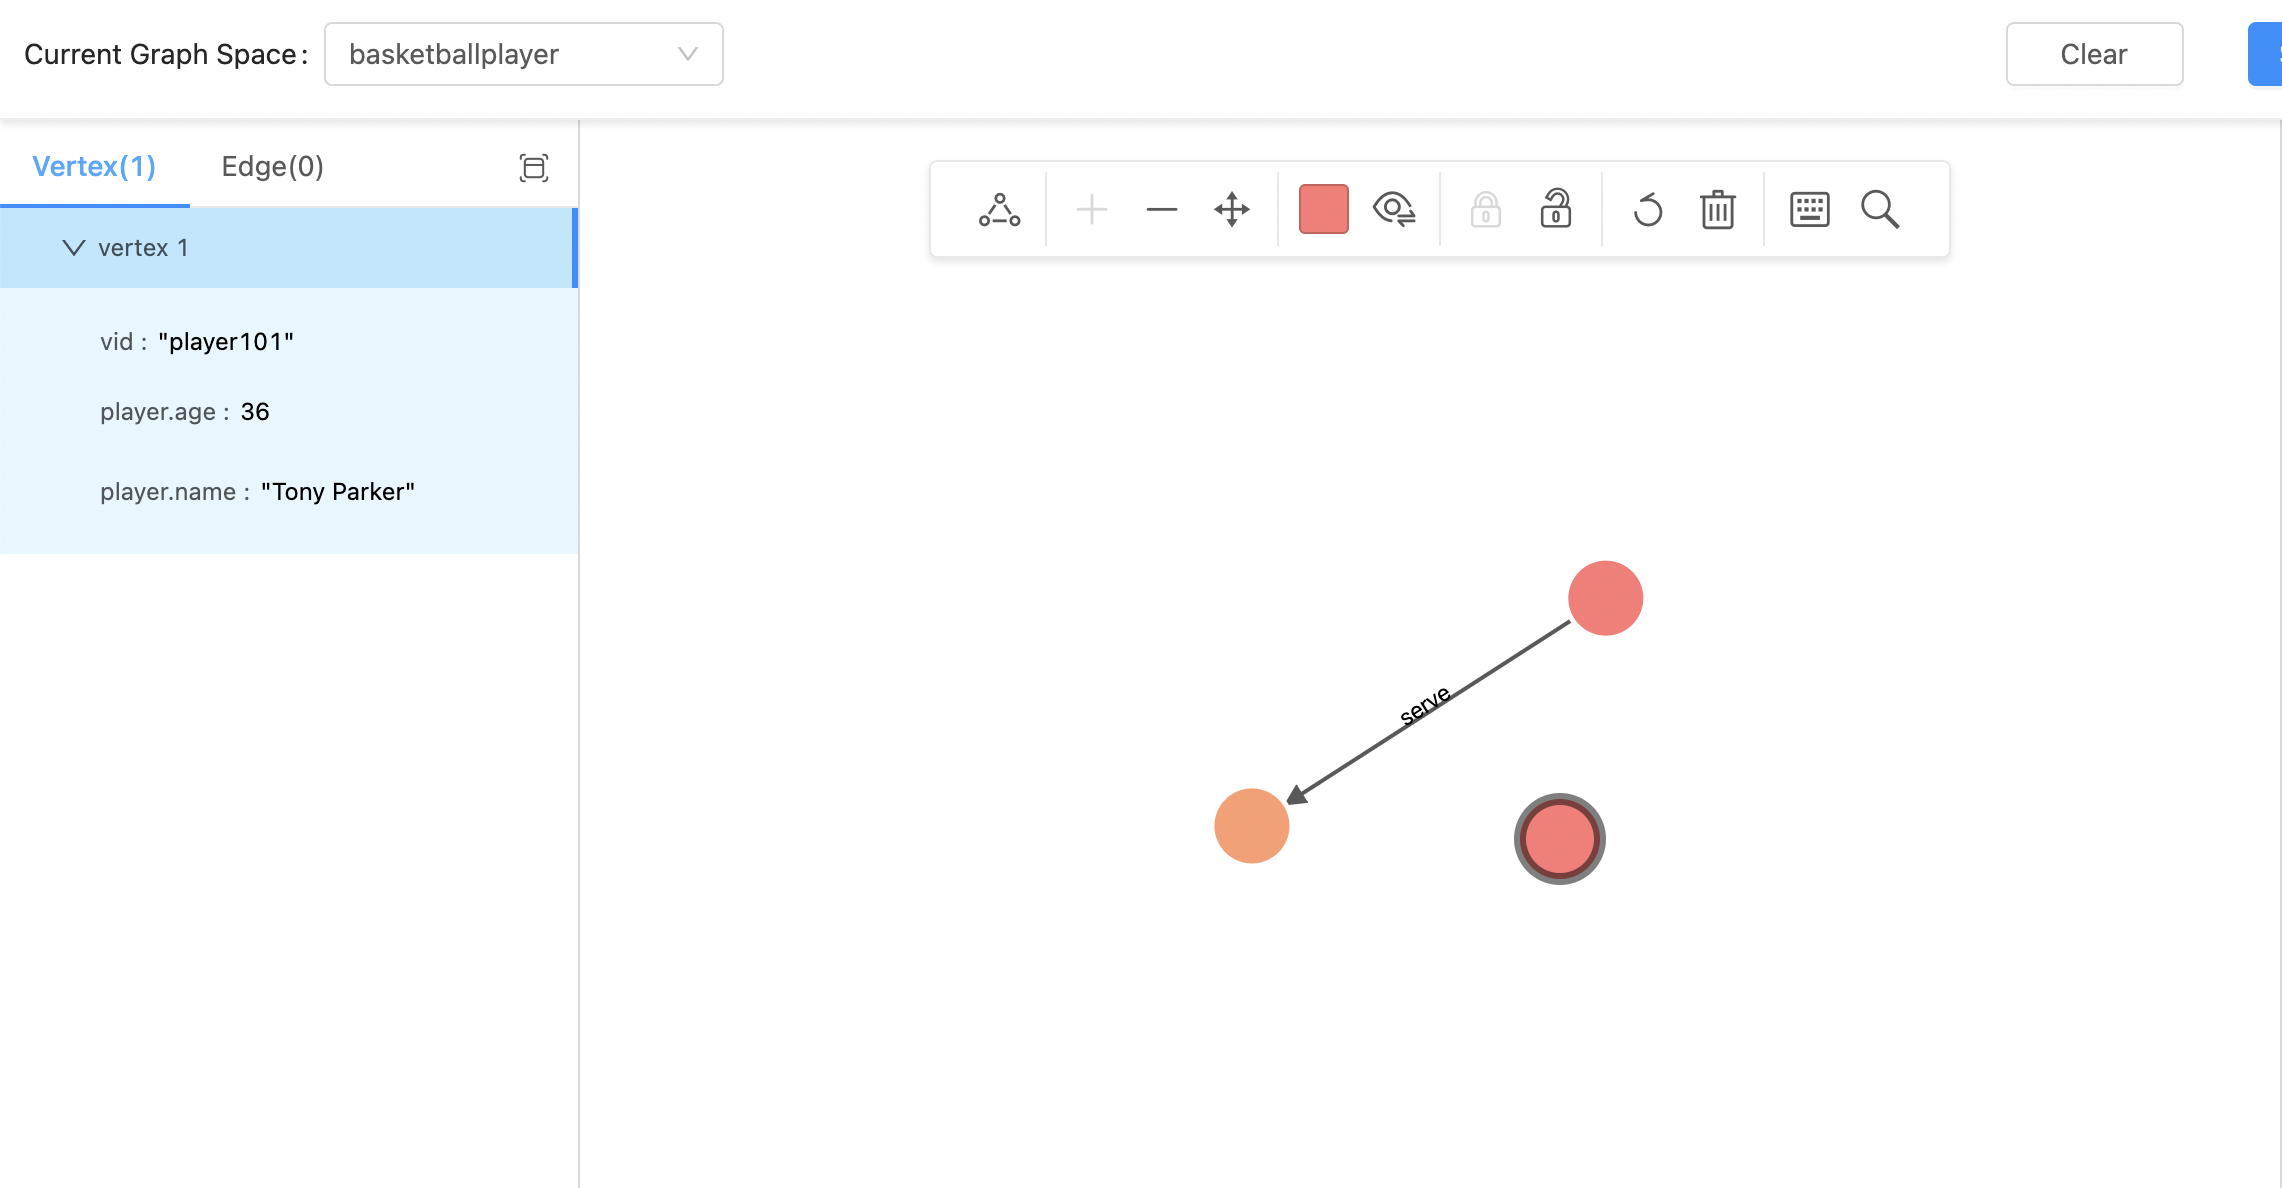 Current Graph Space: basketballplayer Clear
Vertex(1) Edge(0)
vertex 1
vid : "player101"
player.age : 36
player.name : "Tony Parker"
serve